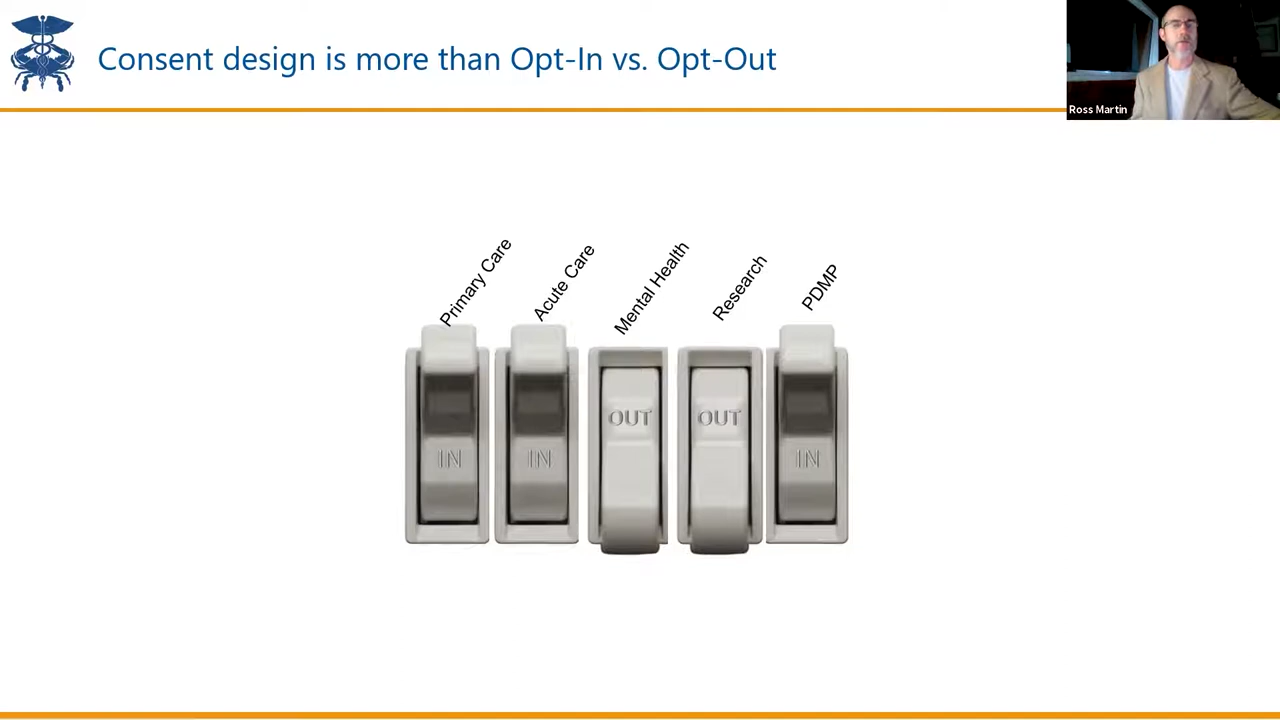 Consent design is more than Opt-In vs. Opt-Out
Ross Martin
Primary Care
Acute Care
Mental Health
Research
PDMP
IN
IN
OUT
OUT
IN